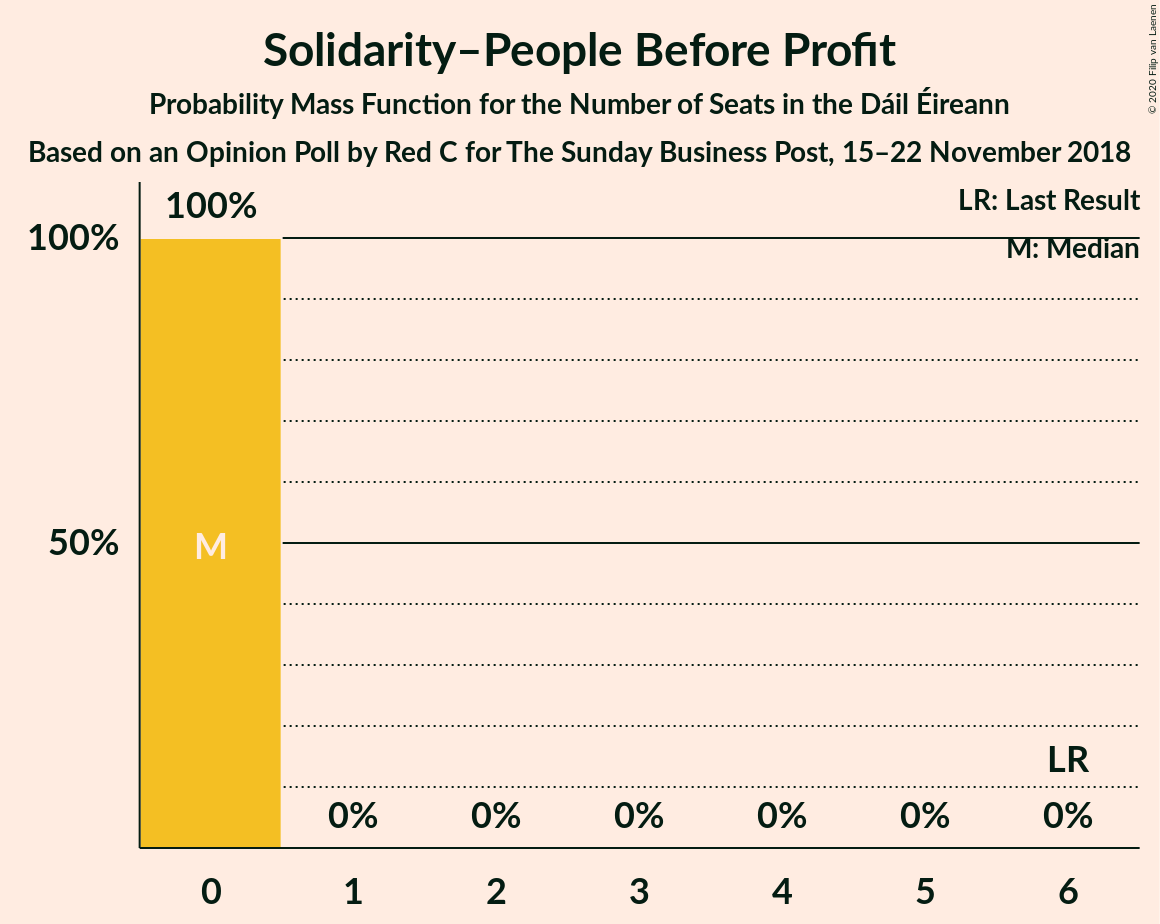 Solidarity–People Before Profit
Probability Mass Function for the Number of Seats in the Dáil Éireann
Based on an Opinion Poll by Red C for The Sunday Business Post, 15–22 November 2018
© 2020 Filip van Laenen
LR: Last Result
M: Median
100%
100%
50%
M
LR
0% 0% 0% 0% 0% 0%
0 1 2 3 4 5 6